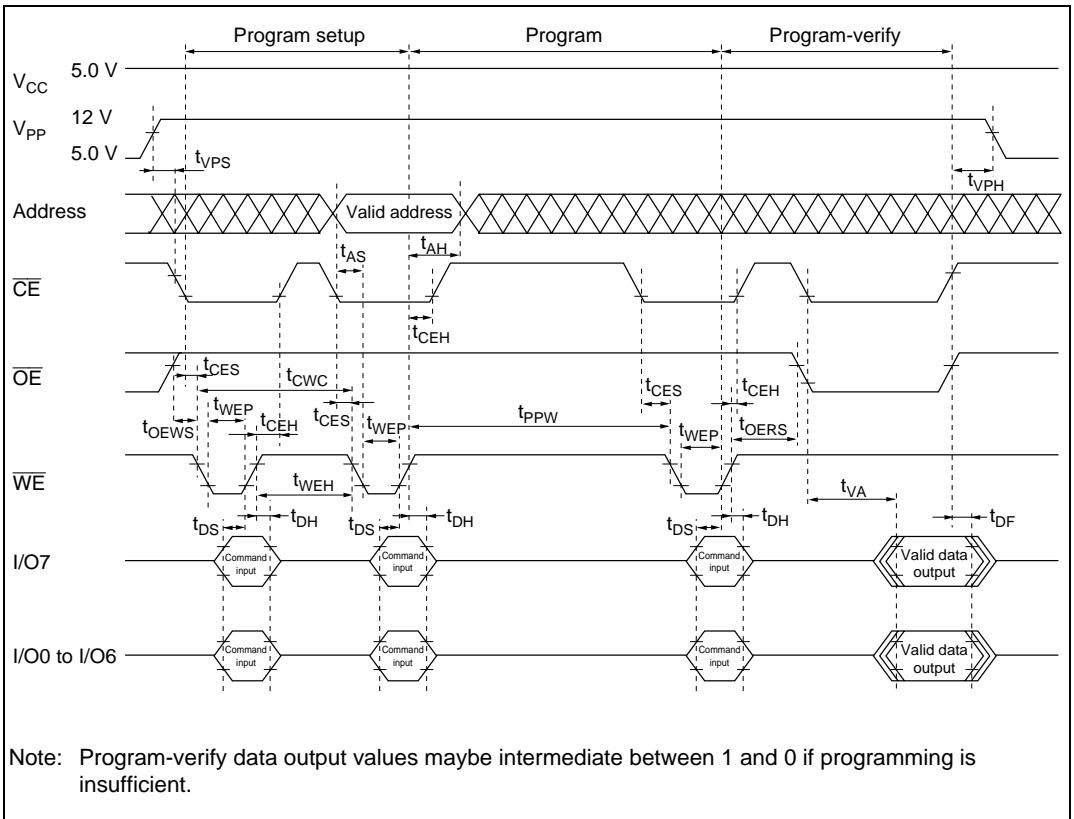 Program setup Program Program-verify
VCC 5.0 V
VPP 12 V
5.0 V
tVPS tVPH
Address Valid address
tAS tAH
CE
tCEH
OE
tCES tCWC tCES tCEH
tOEWS tWEP tCEH tCES tWEP tPPW tWEP tOERS
WE
tWEH tVA
tDS tDH tDS tDH tDS tDH tDF
I/O7 Command input Command input Command input Valid data output
I/O0 to I/O6 Command input Command input Command input Valid data output
Note: Program-verify data output values maybe intermediate between 1 and 0 if programming is
insufficient.